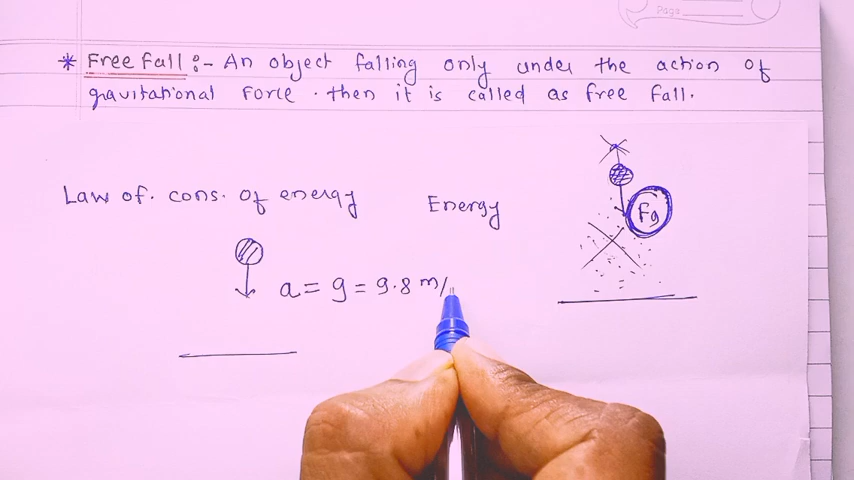 Page
* Free Fall :- An object falling only under the action of
gravitational Force . then it is called as free fall.
Law of. cons. of energy
Energy
Fg
a = g = 9.8 m/